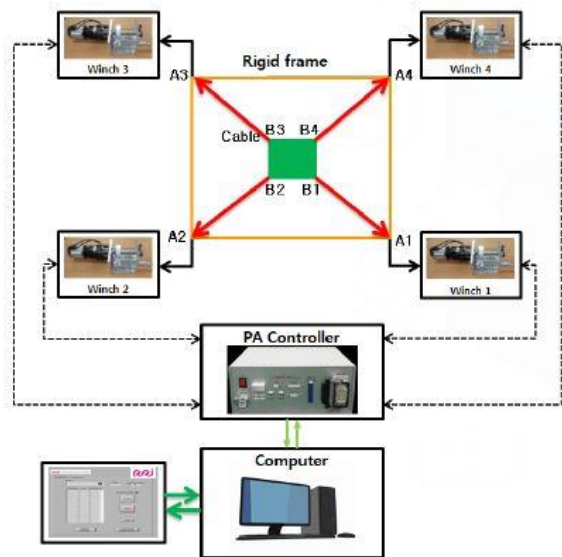 Winch 3
Rigid frame
Winch 4
A3
A4
Cable
B3 B4
B2 B1
A2
A1
Winch 2
Winch 1
PA Controller
Computer